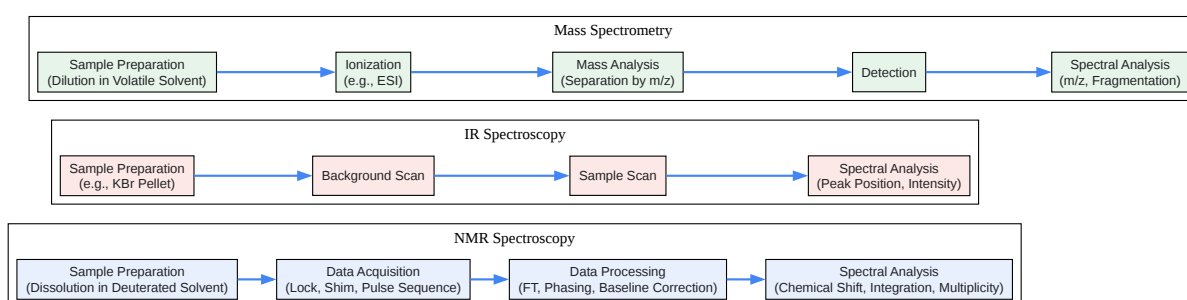 Mass Spectrometry
Sample Preparation
(Dilution in Volatile Solvent)
Ionization
(e.g., ESI)
Mass Analysis
(Separation by m/z)
Detection
Spectral Analysis
(m/z, Fragmentation)
IR Spectroscopy
Sample Preparation
(e.g., KBr Pellet)
Background Scan
Sample Scan
Spectral Analysis
(Peak Position, Intensity)
NMR Spectroscopy
Sample Preparation
(Dissolution in Deuterated Solvent)
Data Acquisition
(Lock, Shim, Pulse Sequence)
Data Processing
(FT, Phasing, Baseline Correction)
Spectral Analysis
(Chemical Shift, Integration, Multiplicity)